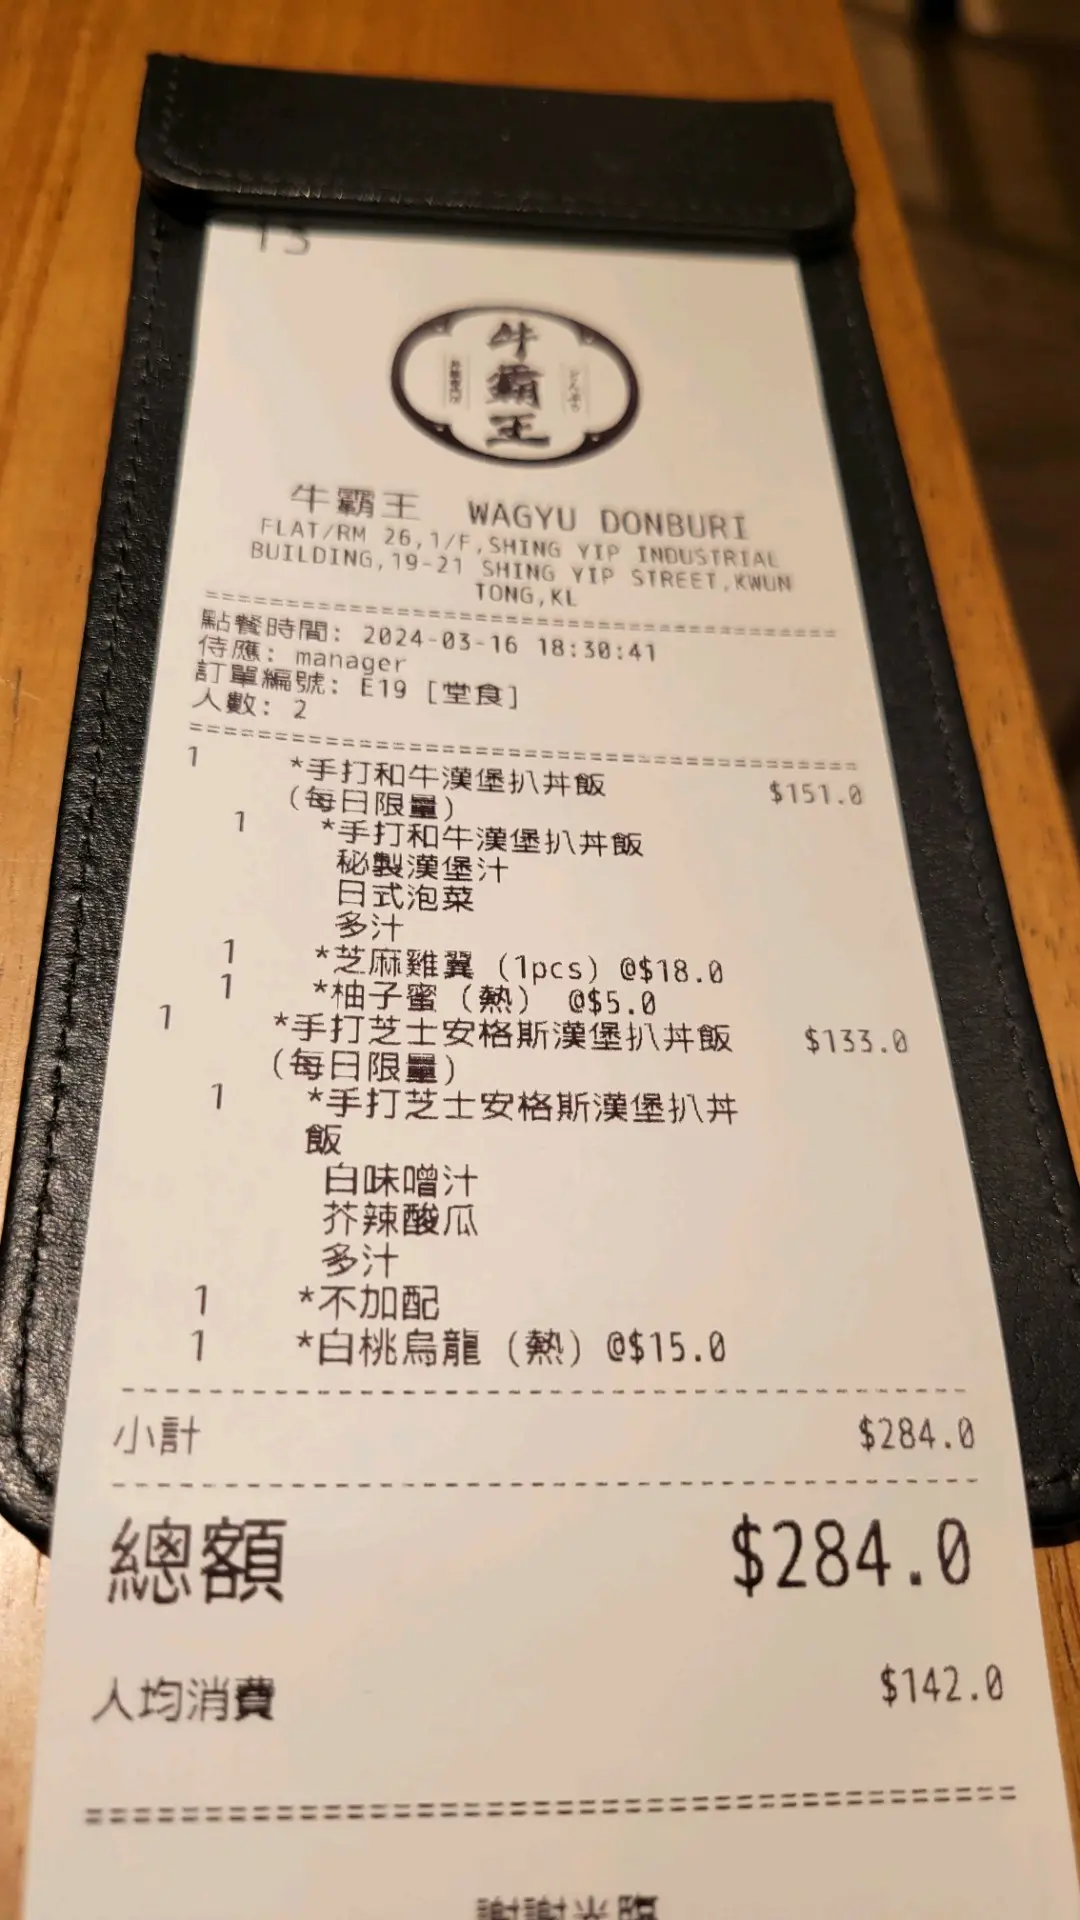 牛
霸
王
牛霸王 WAGYU DONBURI
FLAT/RM 26,1/F,SHING YIP INDUSTRIAL
BUILDING,19-21 SHING YIP STREET,KWUN
TONG,KL
點餐時間: 2024-03-16 18:30:41
侍應: manager
訂單編號: E19 [堂食]
人數: 2
1 *手打和牛漢堡扒丼飯 $151.0
(每日限量)
1 *手打和牛漢堡扒丼飯
秘製漢堡汁
日式泡菜
多汁
1 *芝麻雞翼 (1pcs) @$18.0
1 *柚子蜜 (熱) @$5.0
1 *手打芝士安格斯漢堡扒丼飯 $133.0
(每日限量)
1 *手打芝士安格斯漢堡扒丼
飯
白味噌汁
芥辣酸瓜
多汁
1 *不加配
1 *白桃烏龍 (熱) @$15.0
小計 $284.0
總額 $284.0
人均消費 $142.0
謝謝光臨